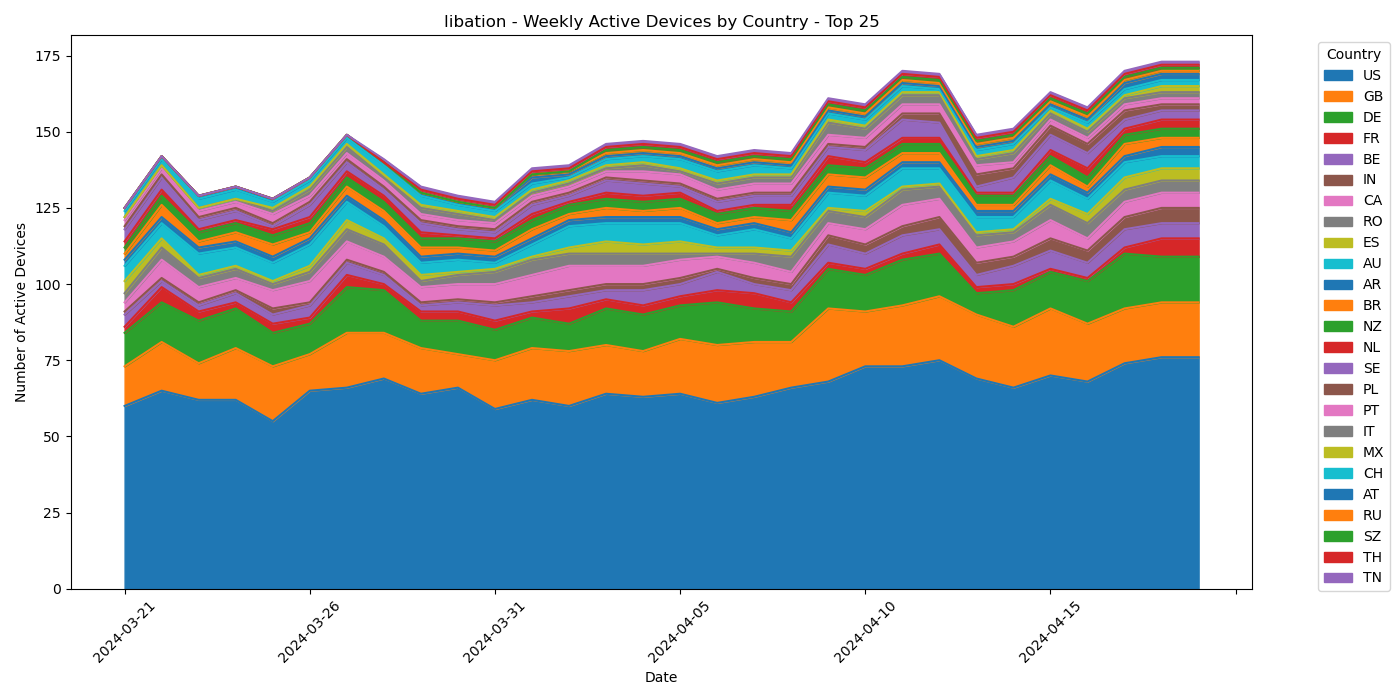 libation - Weekly Active Devices by Country - Top 25
Number of Active Devices
175
150
125
100
75
50
25
0
2024-03-21
2024-03-26
2024-03-31
2024-04-05
2024-04-10
2024-04-15
Date
Country
US
GB
DE
FR
BE
IN
CA
RO
ES
AU
AR
BR
NZ
NL
SE
PL
PT
IT
MX
CH
AT
RU
SZ
TH
TN